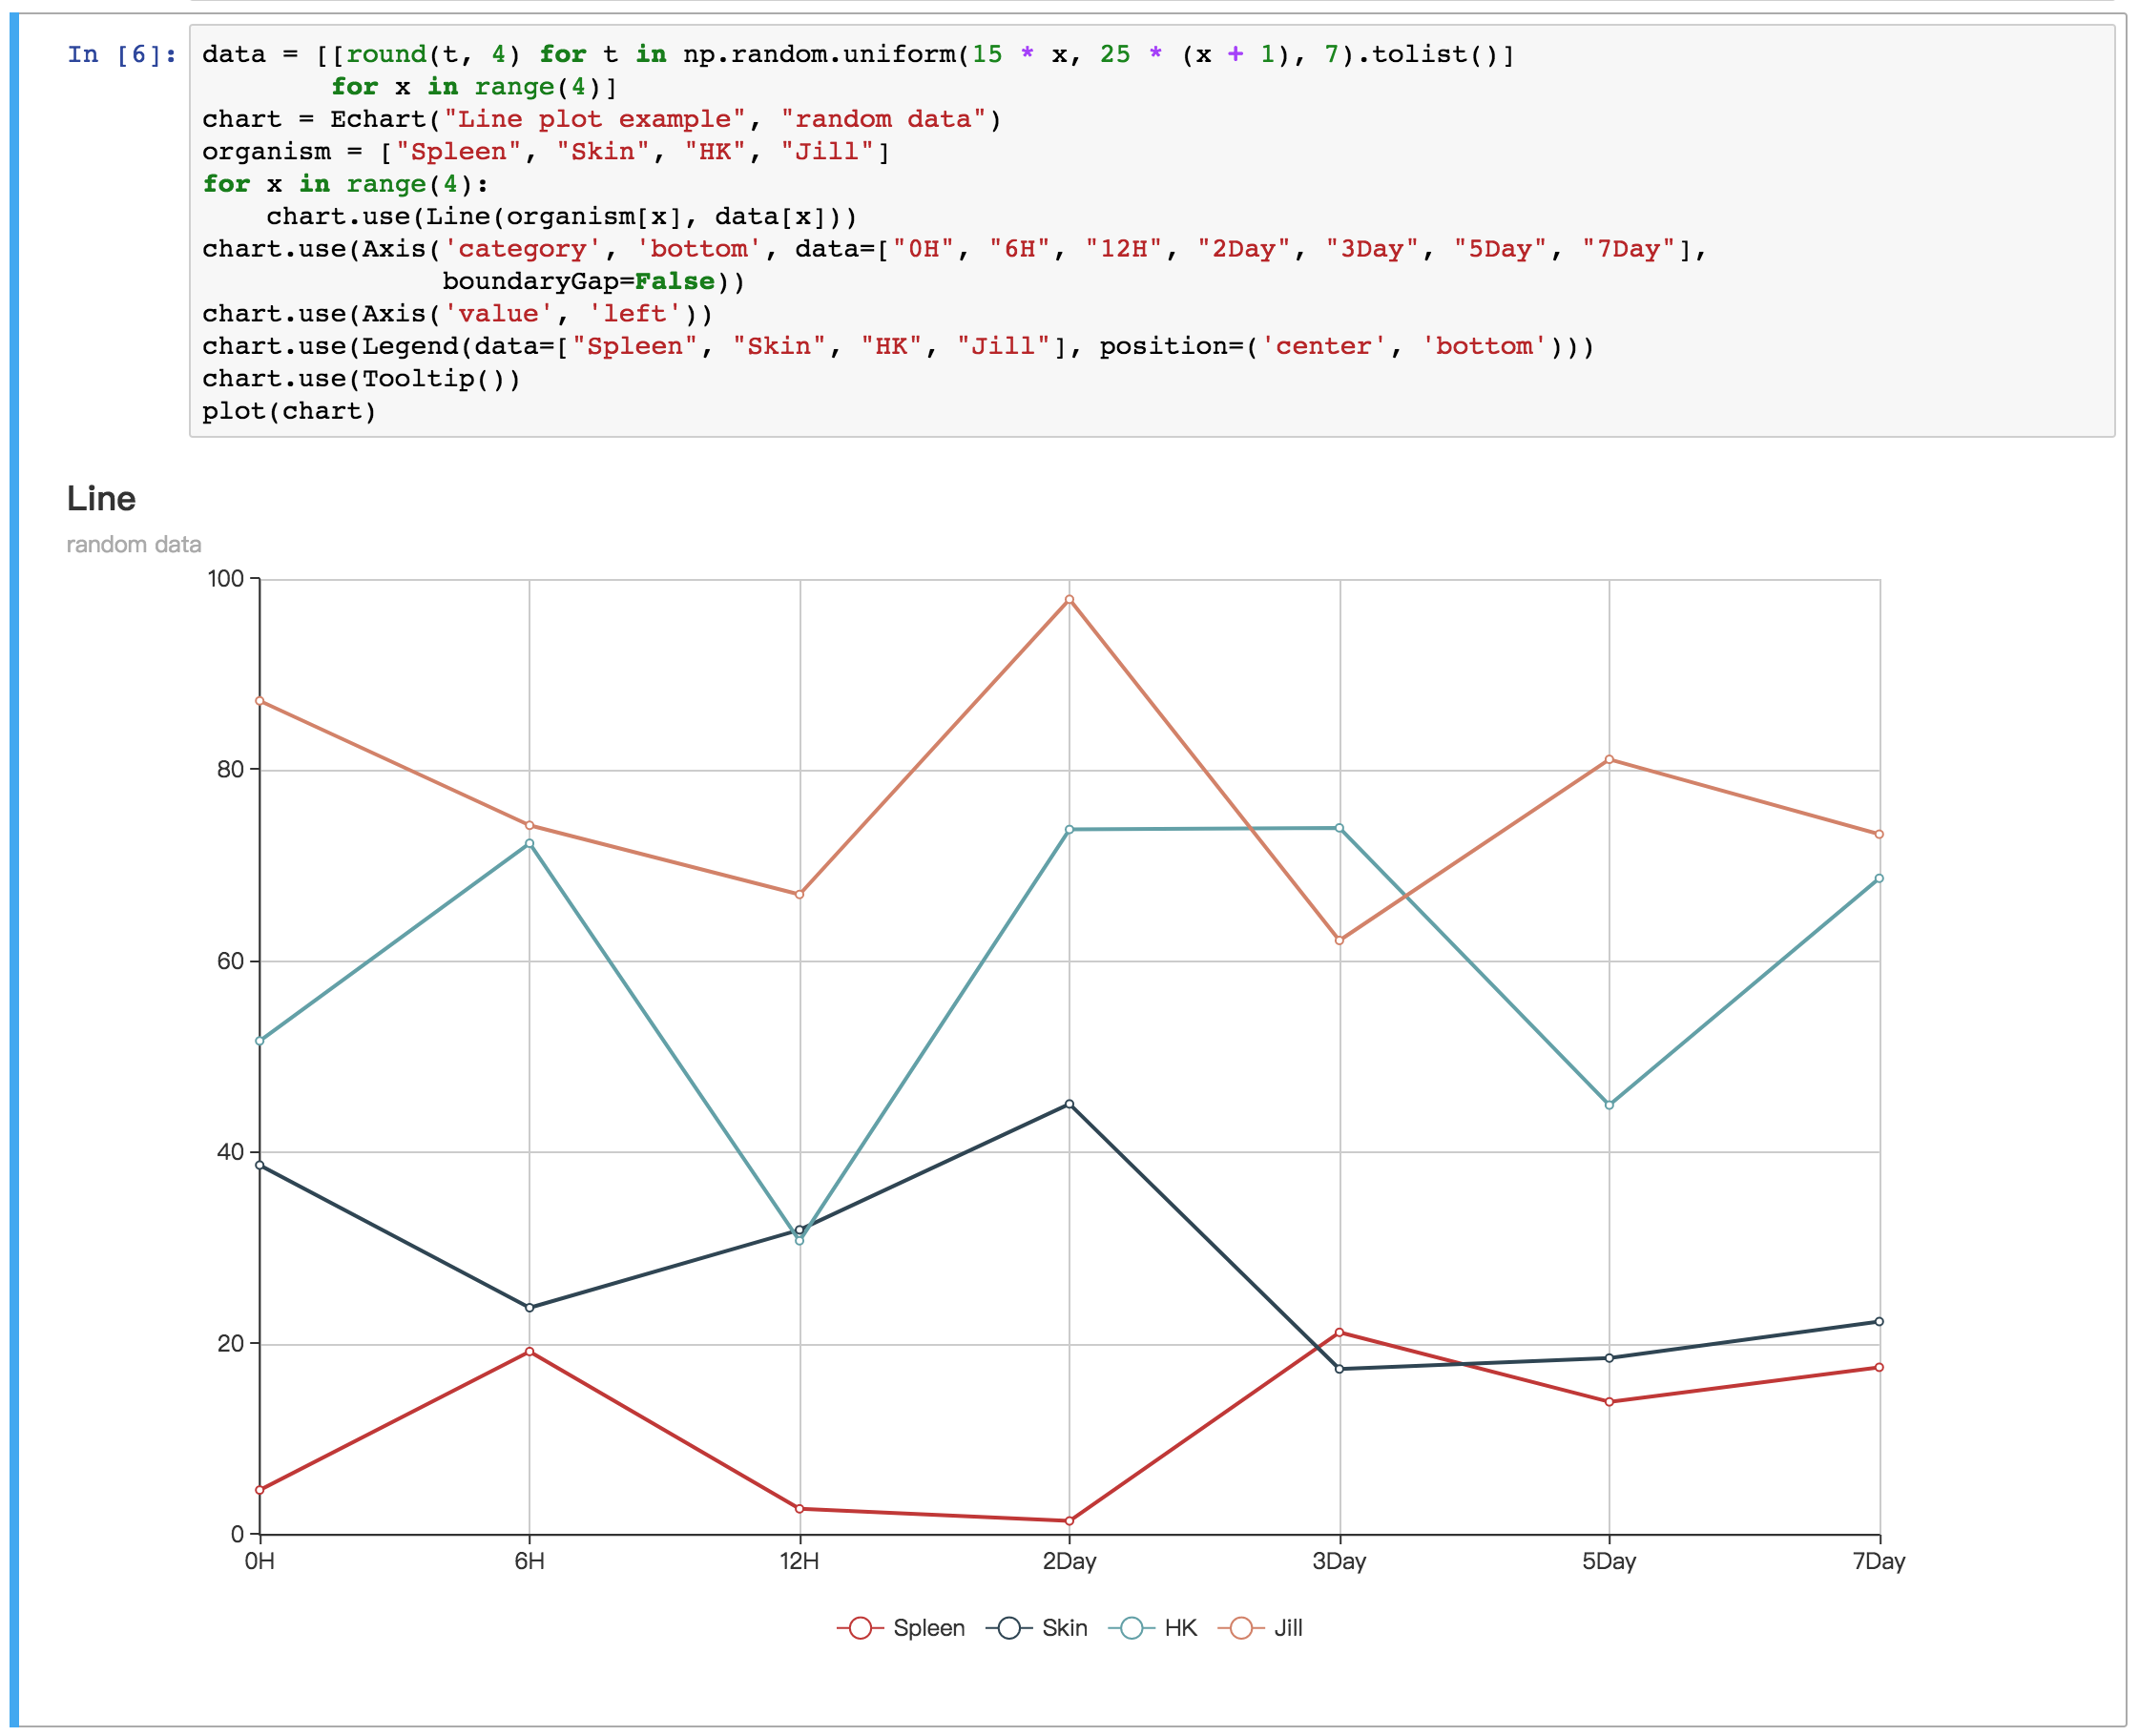 In [6]: data = [[round(t, 4) for t in np.random.uniform(15 * x, 25 * (x + 1), 7).tolist()]
        for x in range(4)]
chart = Echart("Line plot example", "random data")
organism = ["Spleen", "Skin", "HK", "Jill"]
for x in range(4):
    chart.use(Line(organism[x], data[x]))
chart.use(Axis('category', 'bottom', data=["0H", "6H", "12H", "2Day", "3Day", "5Day", "7Day"],
               boundaryGap=False))
chart.use(Axis('value', 'left'))
chart.use(Legend(data=["Spleen", "Skin", "HK", "Jill"], position=('center', 'bottom')))
chart.use(Tooltip())
plot(chart)
Line
random data
100
80
60
40
20
0
0H 6H 12H 2Day 3Day 5Day 7Day
Spleen Skin HK Jill